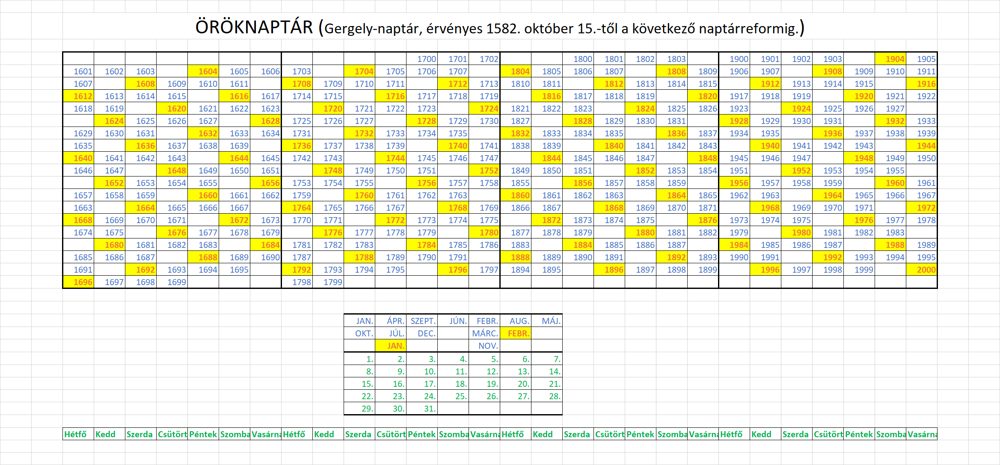 ÖRÖKNAPTÁR (Gergely-naptár, érvényes 1582. október 15.-től a következő naptárreformig.)
1700 1701 1702 1800 1801 1802 1803 1900 1901 1902 1903 1904 1905
1601 1602 1603 1604 1605 1606 1703 1704 1705 1706 1707 1804 1805 1806 1807 1808 1809 1906 1907 1908 1909 1910 1911
1607 1608 1609 1610 1611 1708 1709 1710 1711 1712 1713 1810 1811 1812 1813 1814 1815 1912 1913 1914 1915 1916
1612 1613 1614 1615 1616 1617 1714 1715 1716 1717 1718 1719 1816 1817 1818 1819 1820 1917 1918 1919 1920 1921 1922
1618 1619 1620 1621 1622 1623 1720 1721 1722 1723 1724 1821 1822 1823 1824 1825 1826 1923 1924 1925 1926 1927
1624 1625 1626 1627 1628 1725 1726 1727 1728 1729 1730 1827 1828 1829 1830 1831 1928 1929 1930 1931 1932 1933
1629 1630 1631 1632 1633 1634 1731 1732 1733 1734 1735 1832 1833 1834 1835 1836 1837 1934 1935 1936 1937 1938 1939
1635 1636 1637 1638 1639 1736 1737 1738 1739 1740 1741 1838 1839 1840 1841 1842 1843 1940 1941 1942 1943 1944
1640 1641 1642 1643 1644 1645 1742 1743 1744 1745 1746 1747 1844 1845 1846 1847 1848 1945 1946 1947 1948 1949 1950
1646 1647 1648 1649 1650 1651 1748 1749 1750 1751 1752 1849 1850 1851 1852 1853 1854 1951 1952 1953 1954 1955
1652 1653 1654 1655 1656 1753 1754 1755 1756 1757 1758 1855 1856 1857 1858 1859 1956 1957 1958 1959 1960 1961
1657 1658 1659 1660 1661 1662 1759 1760 1761 1762 1763 1860 1861 1862 1863 1864 1865 1962 1963 1964 1965 1966 1967
1663 1664 1665 1666 1667 1764 1765 1766 1767 1768 1769 1866 1867 1868 1869 1870 1871 1968 1969 1970 1971 1972
1668 1669 1670 1671 1672 1673 1770 1771 1772 1773 1774 1775 1872 1873 1874 1875 1876 1973 1974 1975 1976 1977 1978
1674 1675 1676 1677 1678 1679 1776 1777 1778 1779 1780 1877 1878 1879 1880 1881 1882 1979 1980 1981 1982 1983
1680 1681 1682 1683 1684 1781 1782 1783 1784 1785 1786 1883 1884 1885 1886 1887 1984 1985 1986 1987 1988 1989
1685 1686 1687 1688 1689 1690 1787 1788 1789 1790 1791 1888 1889 1890 1891 1892 1893 1990 1991 1992 1993 1994 1995
1691 1692 1693 1694 1695 1792 1793 1794 1795 1796 1797 1894 1895 1896 1897 1898 1899 1996 1997 1998 1999 2000
1696 1697 1698 1699 1798 1799
JAN. ÁPR. SZEPT. JÚN. FEBR. AUG. MÁJ.
OKT. JÚL. DEC. MÁRC. FEBR.
JAN. NOV.
1. 2. 3. 4. 5. 6. 7.
8. 9. 10. 11. 12. 13. 14.
15. 16. 17. 18. 19. 20. 21.
22. 23. 24. 25. 26. 27. 28.
29. 30. 31.
Hétfő Kedd Szerda Csütört Péntek Szomba Vasárna Hétfő Kedd Szerda Csütört Péntek Szomba Vasárna Hétfő Kedd Szerda Csütört Péntek Szomba Vasárna Hétfő Kedd Szerda Csütört Péntek Szomba Vasárna